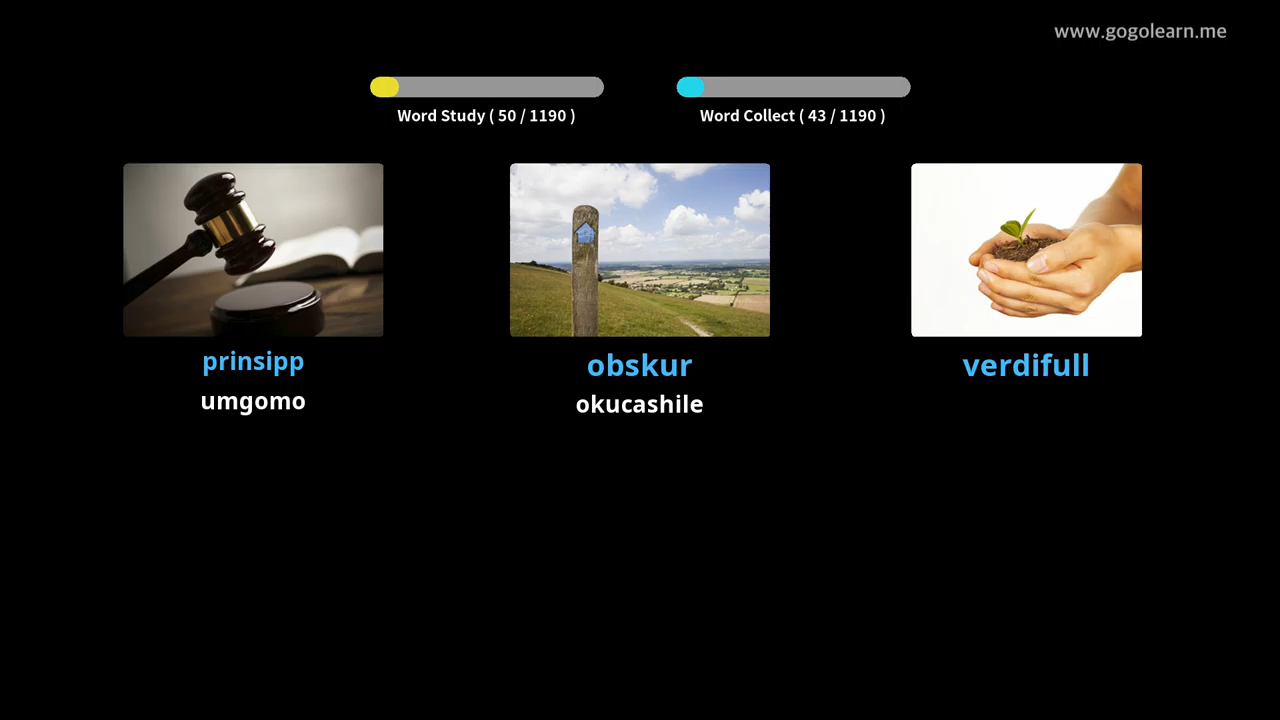 www.gogolearn.me
Word Study ( 50 / 1190 )
Word Collect ( 43 / 1190 )
prinsipp
obskur
verdifull
umgomo
okucashile